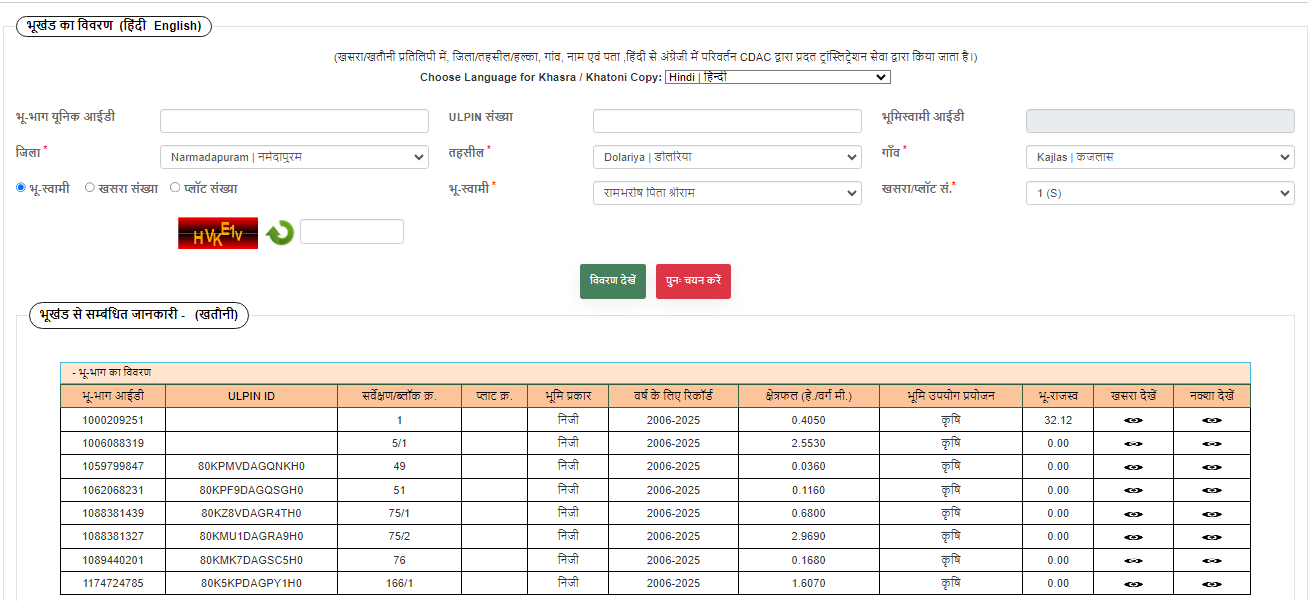 भूखंड का विवरण (हिंदी English)
(खसरा/खतौनी प्रतिलिपी में, जिला/तहसील/हल्का, गांव, नाम एवं पता ,हिंदी से अंग्रेजी में परिवर्तन CDAC द्वारा प्रदत ट्रांस्लिट्रेशन सेवा द्वारा किया जाता है।)
Choose Language for Khasra / Khatoni Copy: Hindi | हिन्दी
भू-भाग यूनिक आईडी ULPIN संख्या भूमिस्वामी आईडी
जिला * Narmadapuram | नर्मदापुरम तहसील * Dolariya | डोलरिया गाँव * Kajlas | कजलास
भू-स्वामी खसरा संख्या प्लॉट संख्या भू-स्वामी * रामभरोष पिता श्रीराम खसरा/प्लॉट सं.* 1 (S)
HVKE1v
विवरण देखें पुनः चयन करें
भूखंड से सम्बंधित जानकारी - (खतौनी)
- भू-भाग का विवरण
भू-भाग आईडी ULPIN ID सर्वेक्षण/ब्लॉक क्र. प्लाट क्र. भूमि प्रकार वर्ष के लिए रिकॉर्ड क्षेत्रफल (हे./वर्ग मी.) भूमि उपयोग प्रयोजन भू-राजस्व खसरा देखें नक्शा देखें
1000209251 1 निजी 2006-2025 0.4050 कृषि 32.12
1006088319 5/1 निजी 2006-2025 2.5530 कृषि 0.00
1059799847 80KPMVDAGQNKH0 49 निजी 2006-2025 0.0360 कृषि 0.00
1062068231 80KPF9DAGQSGH0 51 निजी 2006-2025 0.1160 कृषि 0.00
1088381439 80KZ8VDAGR4TH0 75/1 निजी 2006-2025 0.6800 कृषि 0.00
1088381327 80KMU1DAGRA9H0 75/2 निजी 2006-2025 2.9690 कृषि 0.00
1089440201 80KMK7DAGSC5H0 76 निजी 2006-2025 0.1680 कृषि 0.00
1174724785 80K5KPDAGPY1H0 166/1 निजी 2006-2025 1.6070 कृषि 0.00